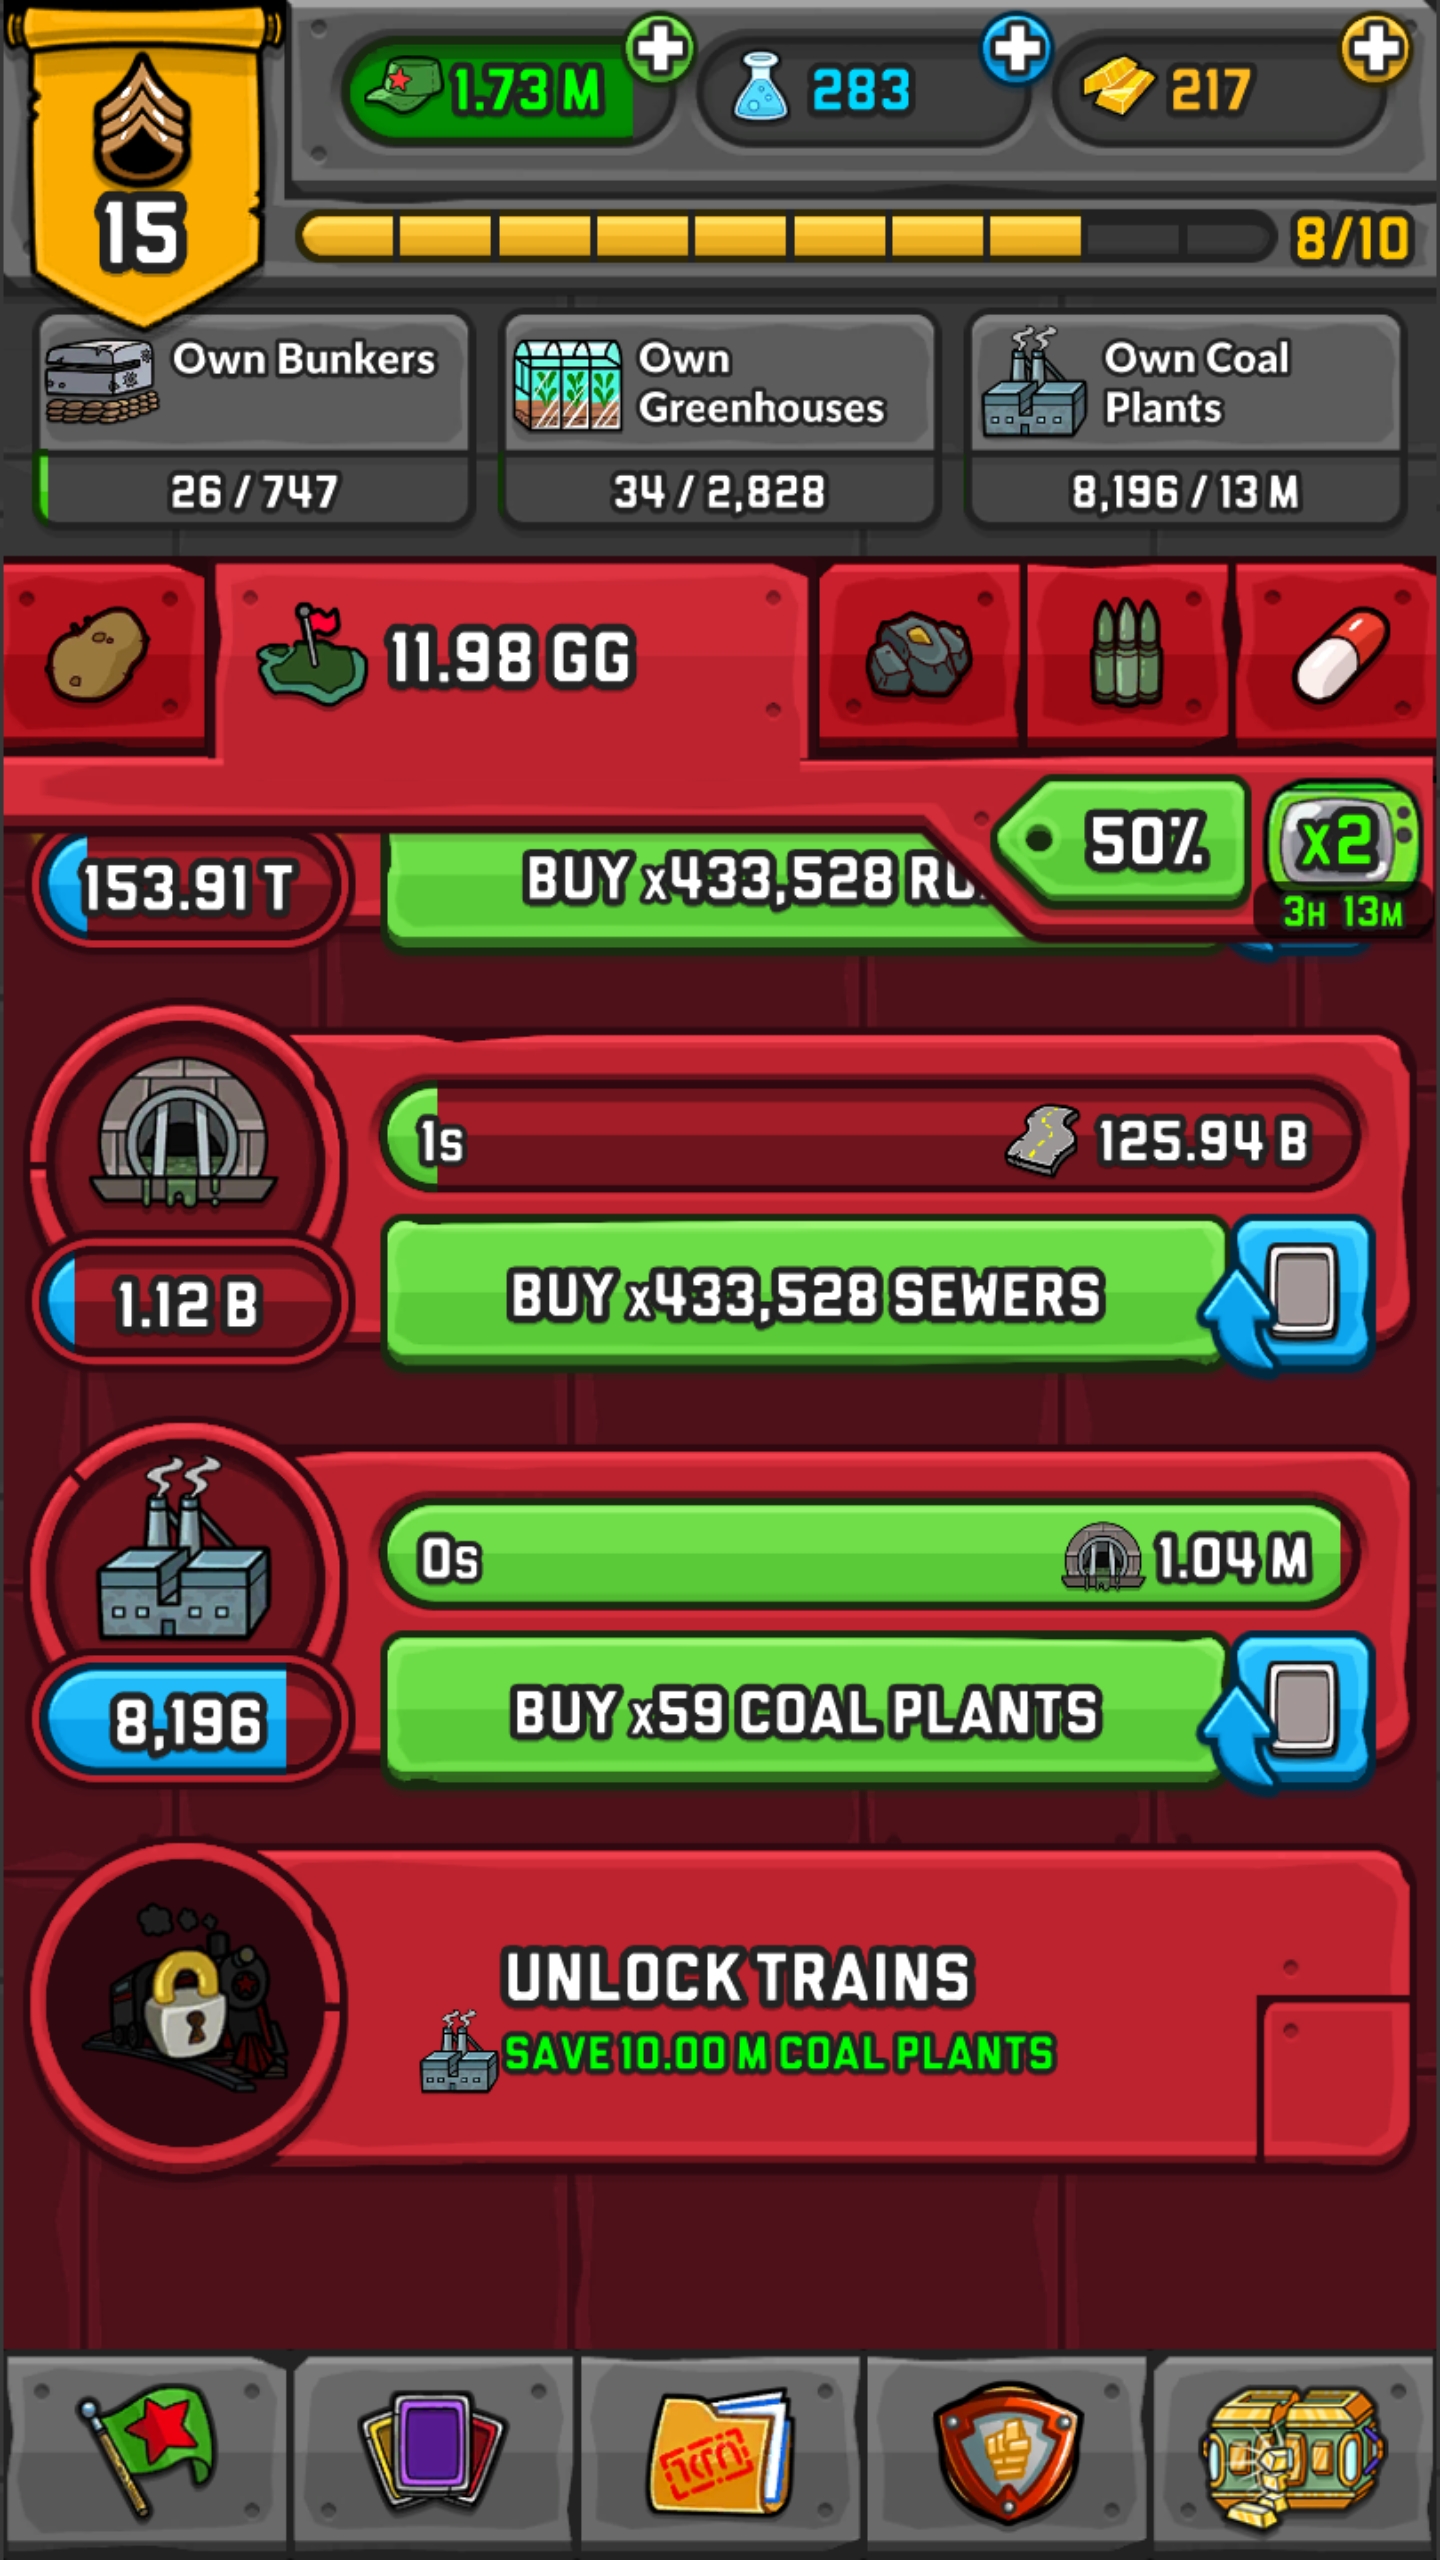 15
1.73 M
283
217
8/10
Own Bunkers
26 / 747
Own
Greenhouses
34 / 2,828
Own Coal
Plants
8,196 / 13 M
11.98 GG
50%
x2
3H 13M
153.91 T
BUY x433,528
1s
125.94 B
1.12 B
BUY x433,528 SEWERS
0s
1.04 M
8,196
BUY x59 COAL PLANTS
UNLOCK TRAINS
SAVE 10.00 M COAL PLANTS